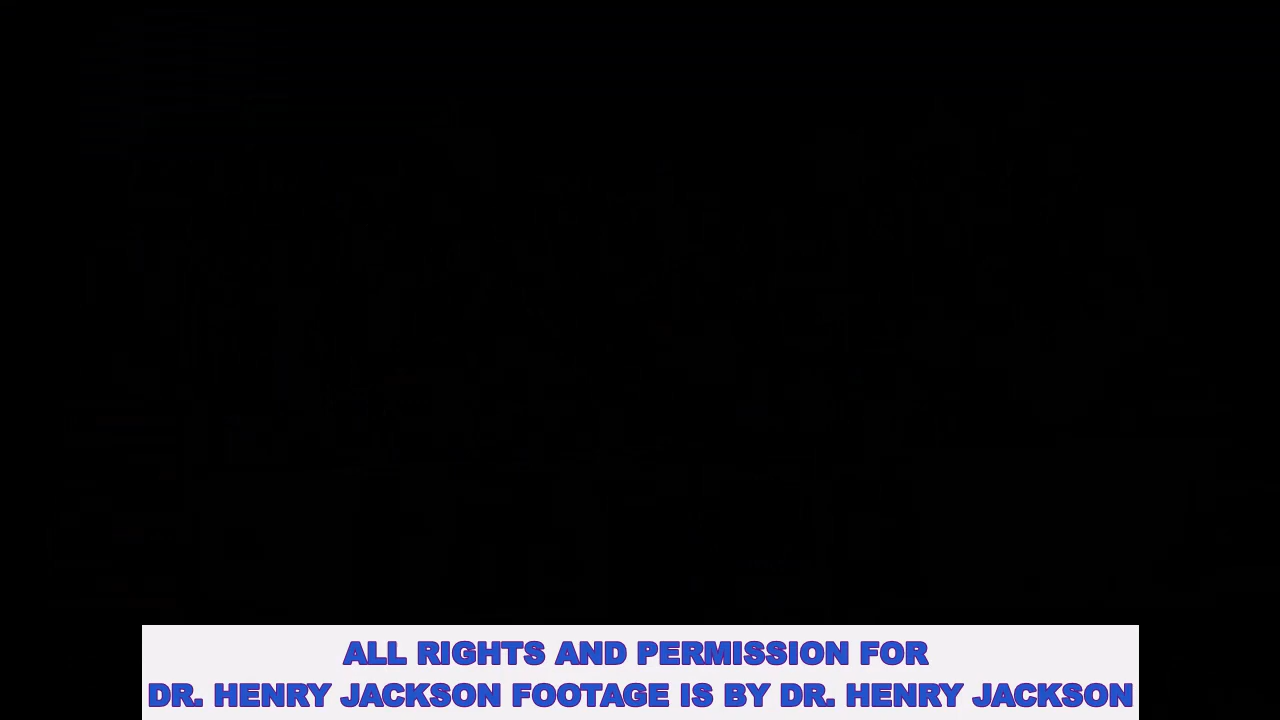 ALL RIGHTS AND PERMISSION FOR
DR. HENRY JACKSON FOOTAGE IS BY DR. HENRY JACKSON